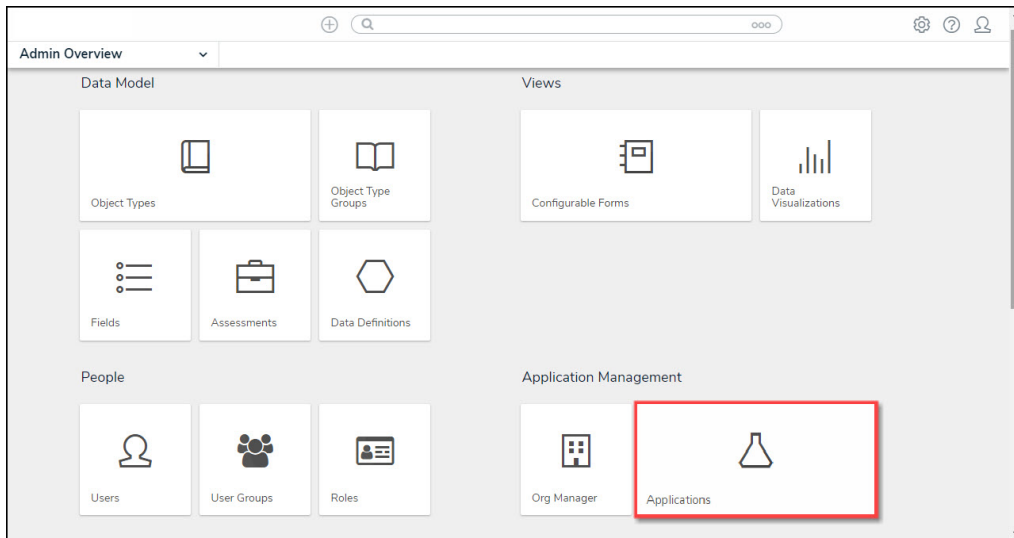 ooo
Admin Overview
Data Model
Views
Object Types
Object Type
Groups
Configurable Forms
Data
Visualizations
Fields
Assessments
Data Definitions
People
Application Management
Users
User Groups
Roles
Org Manager
Applications